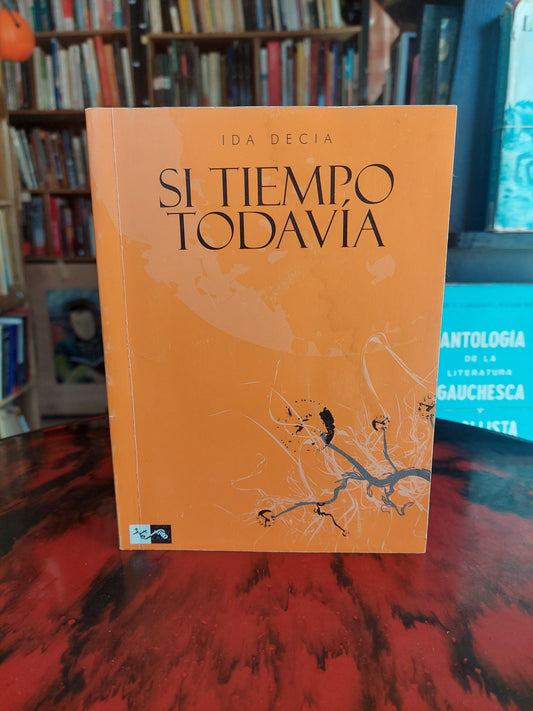 IDA DECIA
SI TIEMPO
TODAVÍA
ANTOLOGÍA
DE LA
LITERATURA
GAUCHESCA
Y